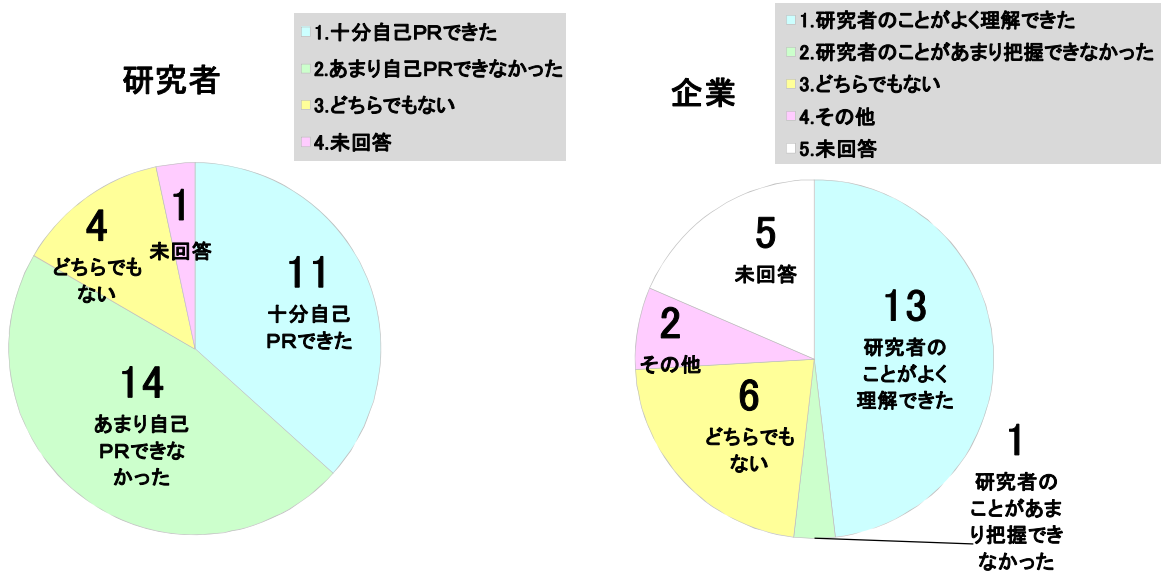 研究者
1.十分自己PRできた
2.あまり自己PRできなかった
3.どちらでもない
4.未回答
11
十分自己
PRできた
14
あまり自己
PRできな
かった
4
どちらでも
ない
1
未回答
企業
1.研究者のことがよく理解できた
2.研究者のことがあまり把握できなかった
3.どちらでもない
4.その他
5.未回答
13
研究者の
ことがよく
理解できた
1
研究者の
ことがあま
り把握でき
なかった
6
どちらでも
ない
2
その他
5
未回答